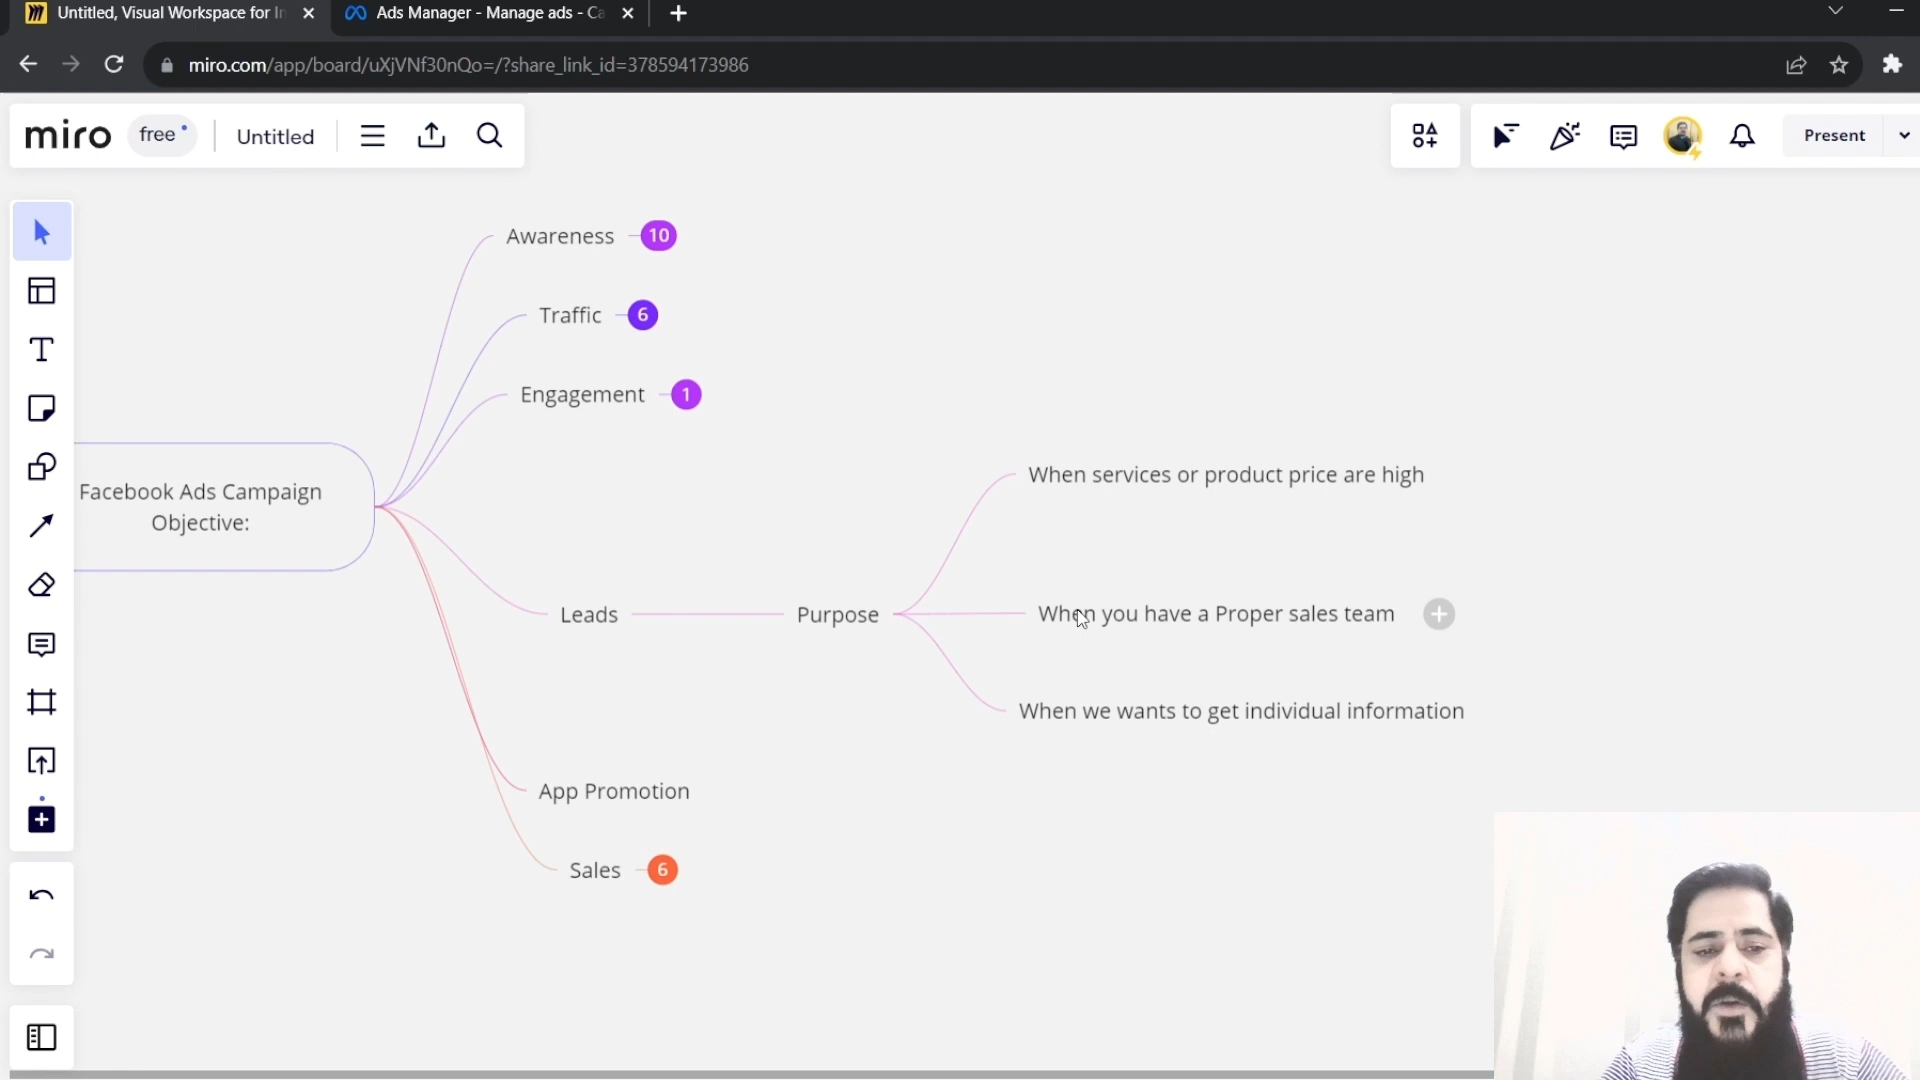 Untitled, Visual Workspace for In
Ads Manager - Manage ads - Ca
miro.com/app/board/uXjVNf30nQo=/?share_link_id=378594173986
miro
free
Untitled
Present
Awareness
10
Traffic
6
Engagement
1
Facebook Ads Campaign
Objective:
When services or product price are high
Leads
Purpose
When you have a Proper sales team
When we wants to get individual information
App Promotion
Sales
6